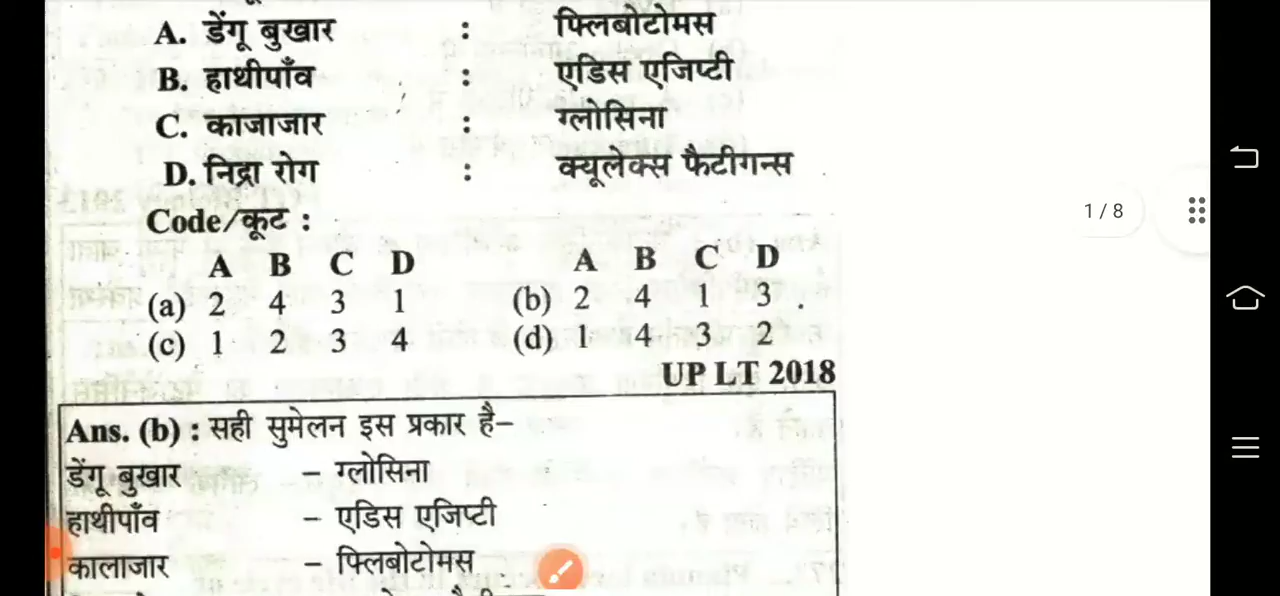 A. डेंगू बुखार : फ्लिबोटोमस
B. हाथीपाँव : एडिस एजिप्टी
C. काजाजार : ग्लोसिना
D. निद्रा रोग : क्यूलेक्स फैटीगन्स
Code/कूट :
A B C D A B C D
(a) 2 4 3 1 (b) 2 4 1 3
(c) 1 2 3 4 (d) 1 4 3 2
UP LT 2018
Ans. (b) : सही सुमेलन इस प्रकार है–
डेंगू बुखार – ग्लोसिना
हाथीपाँव – एडिस एजिप्टी
कालाजार – फ्लिबोटोमस
1 / 8